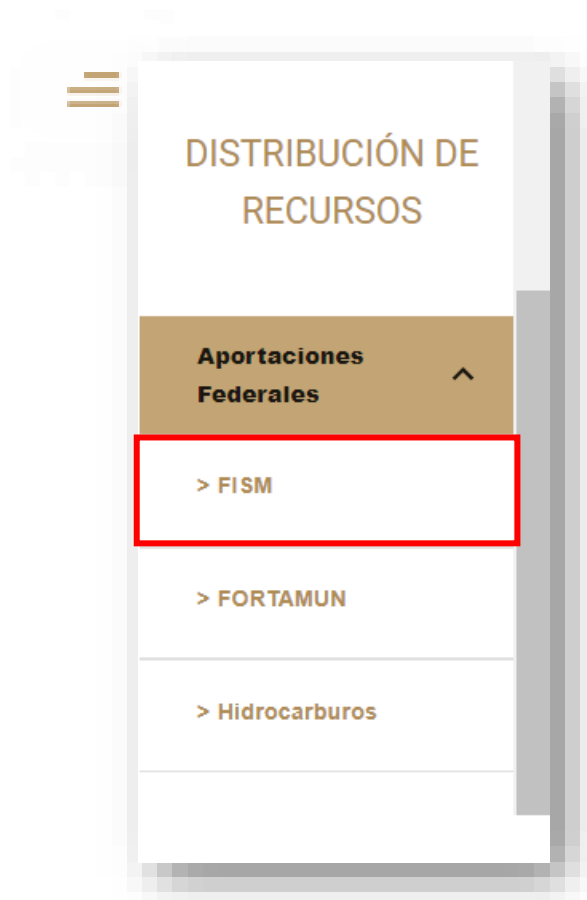 DISTRIBUCIÓN DE
RECURSOS
Aportaciones
Federales
> FISM
> FORTAMUN
> Hidrocarburos